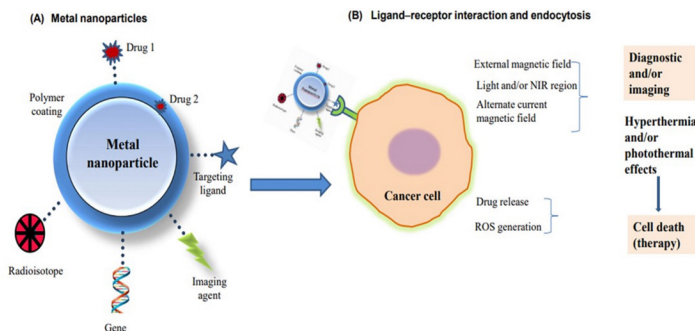 (A) Metal nanoparticles
Drug 1
Polymer
coating
Drug 2
Metal
nanoparticle
Targeting
ligand
Radioisotope
Imaging
agent
Gene
(B) Ligand–receptor interaction and endocytosis
Metal
nanoparticle
Cancer cell
External magnetic field
Light and/or NIR region
Alternate current
magnetic field
Drug release
ROS generation
Diagnostic
and/or
imaging
Hyperthermia
and/or
photothermal
effects
Cell death
(therapy)